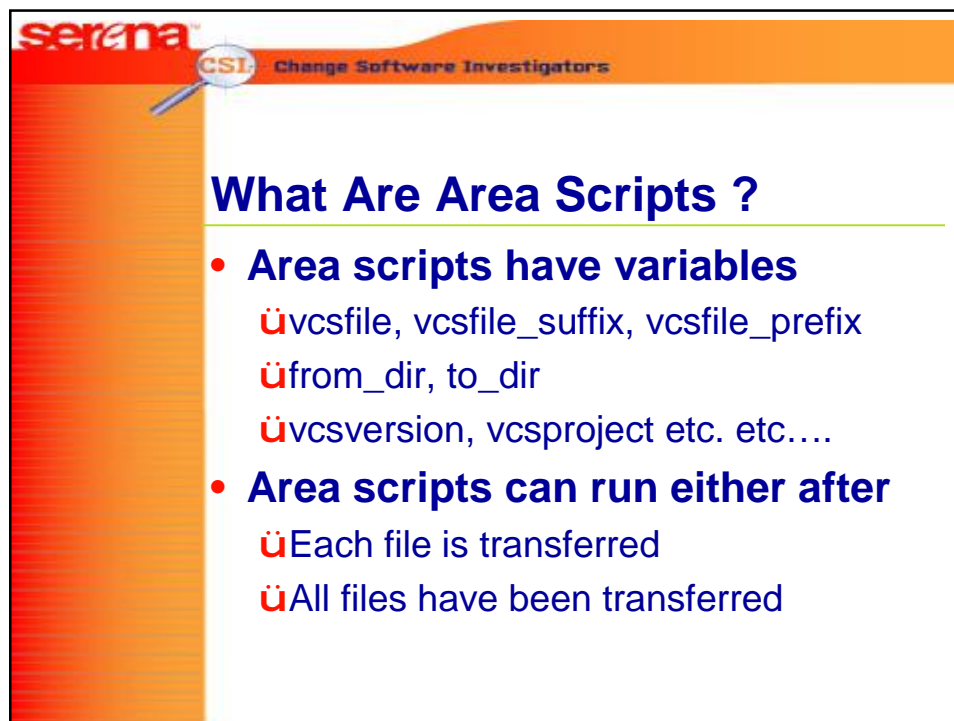 serena™
CSI Change Software Investigators
What Are Area Scripts ?
• Area scripts have variables
üvcsfile, vcsfile_suffix, vcsfile_prefix
üfrom_dir, to_dir
üvcsversion, vcsproject etc. etc….
• Area scripts can run either after
üEach file is transferred
üAll files have been transferred